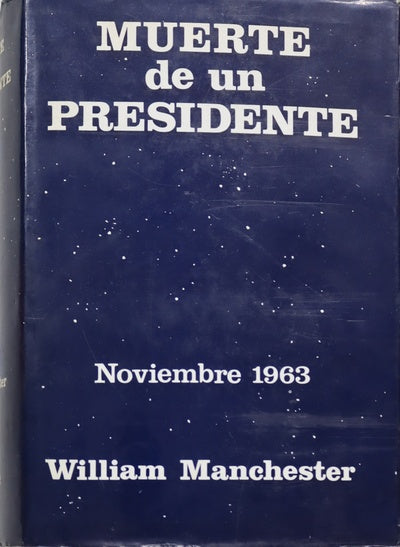 MUERTE
de un
PRESIDENTE
Noviembre 1963
William Manchester